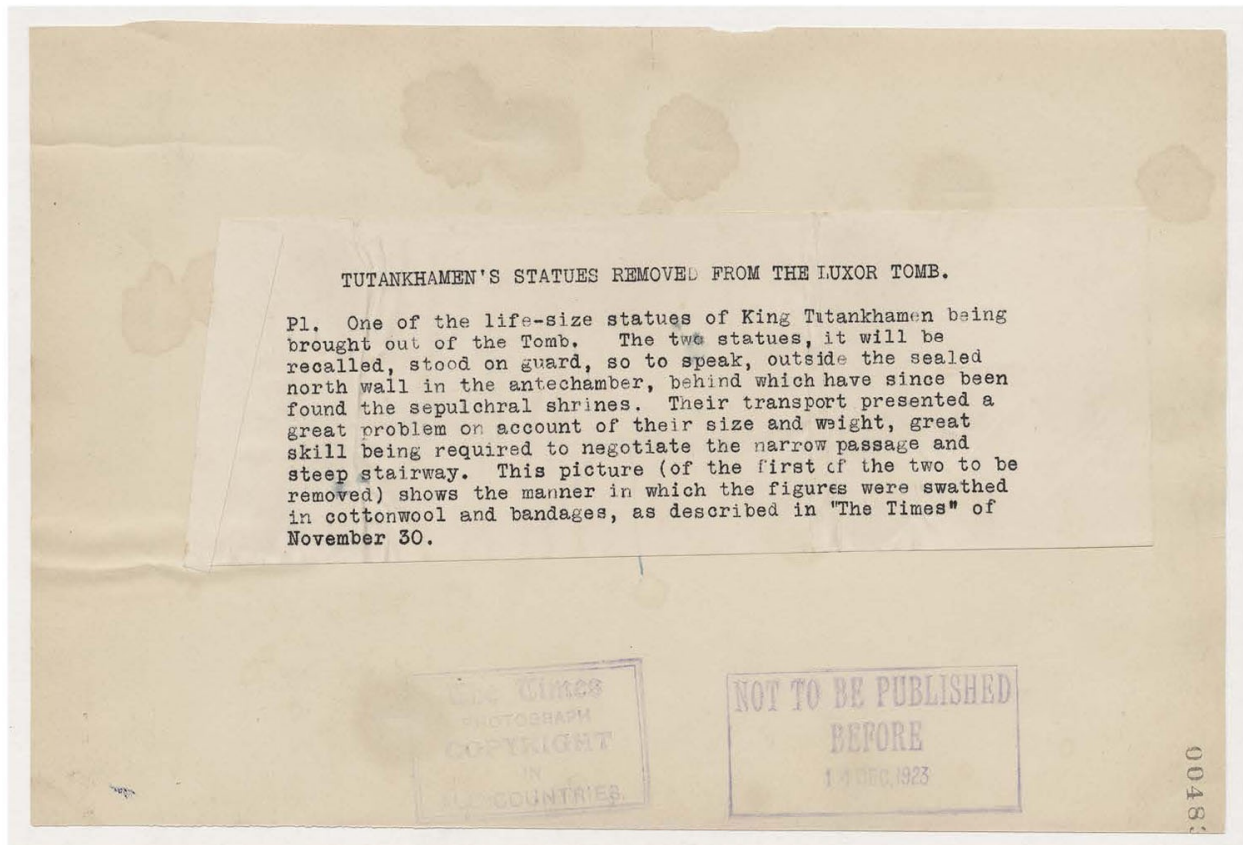 TUTANKHAMEN'S STATUES REMOVED FROM THE LUXOR TOMB.
Pl.  One of the life-size statues of King Tutankhamen being
brought out of the Tomb.  The two statues, it will be
recalled, stood on guard, so to speak, outside the sealed
north wall in the antechamber, behind which have since been
found the sepulchral shrines.  Their transport presented a
great problem on account of their size and weight, great
skill being required to negotiate the narrow passage and
steep stairway.  This picture (of the first of the two to be
removed) shows the manner in which the figures were swathed
in cottonwool and bandages, as described in "The Times" of
November 30.
The Times
PHOTOGRAPH
COPYRIGHT
IN
ALL COUNTRIES.
NOT TO BE PUBLISHED
BEFORE
14 DEC, 1923
0048